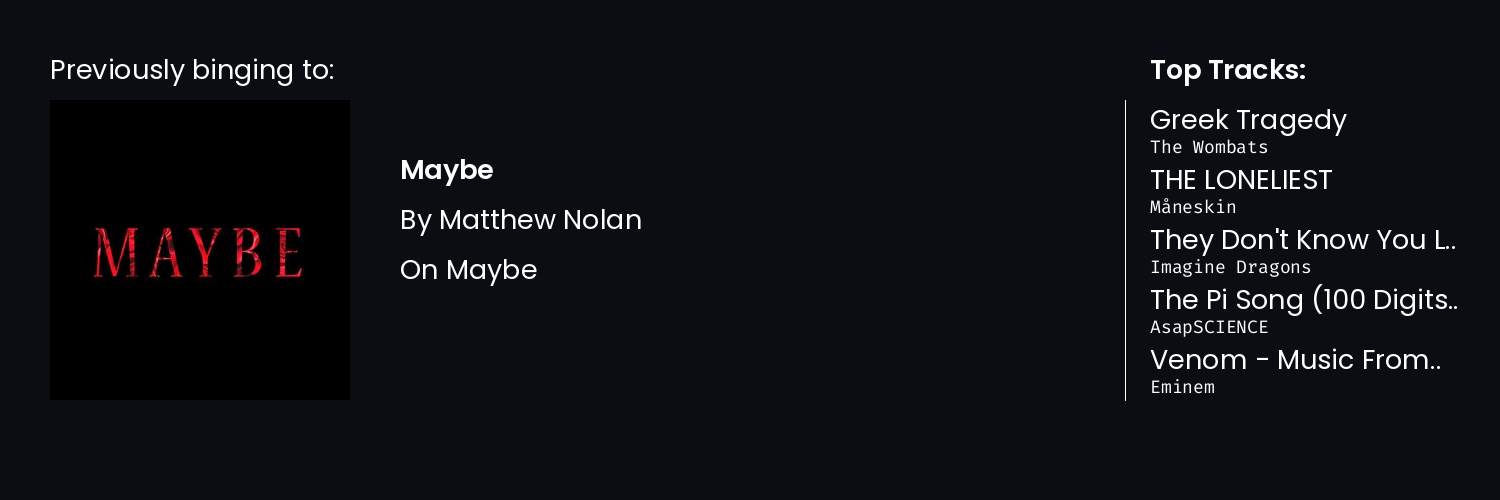 Previously binging to:
MAYBE
Maybe
By Matthew Nolan
On Maybe
Top Tracks:
Greek Tragedy
The Wombats
THE LONELIEST
Måneskin
They Don't Know You L..
Imagine Dragons
The Pi Song (100 Digits..
AsapSCIENCE
Venom - Music From..
Eminem